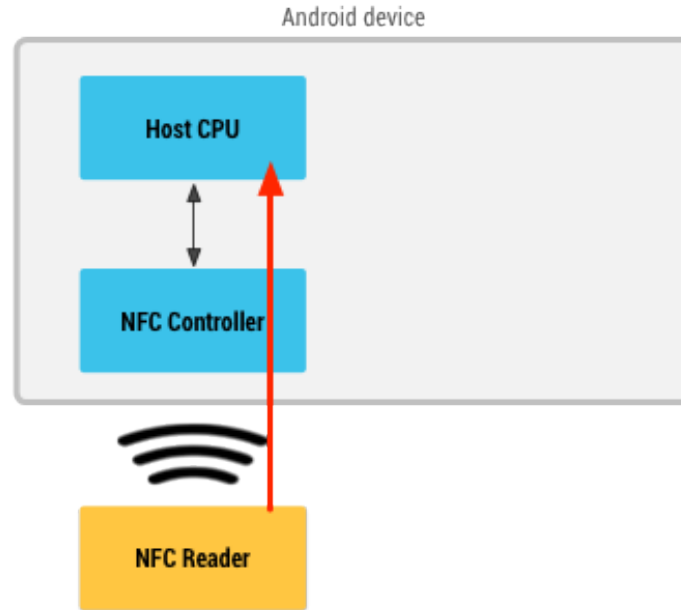 Android device
Host CPU
NFC Controller
NFC Reader